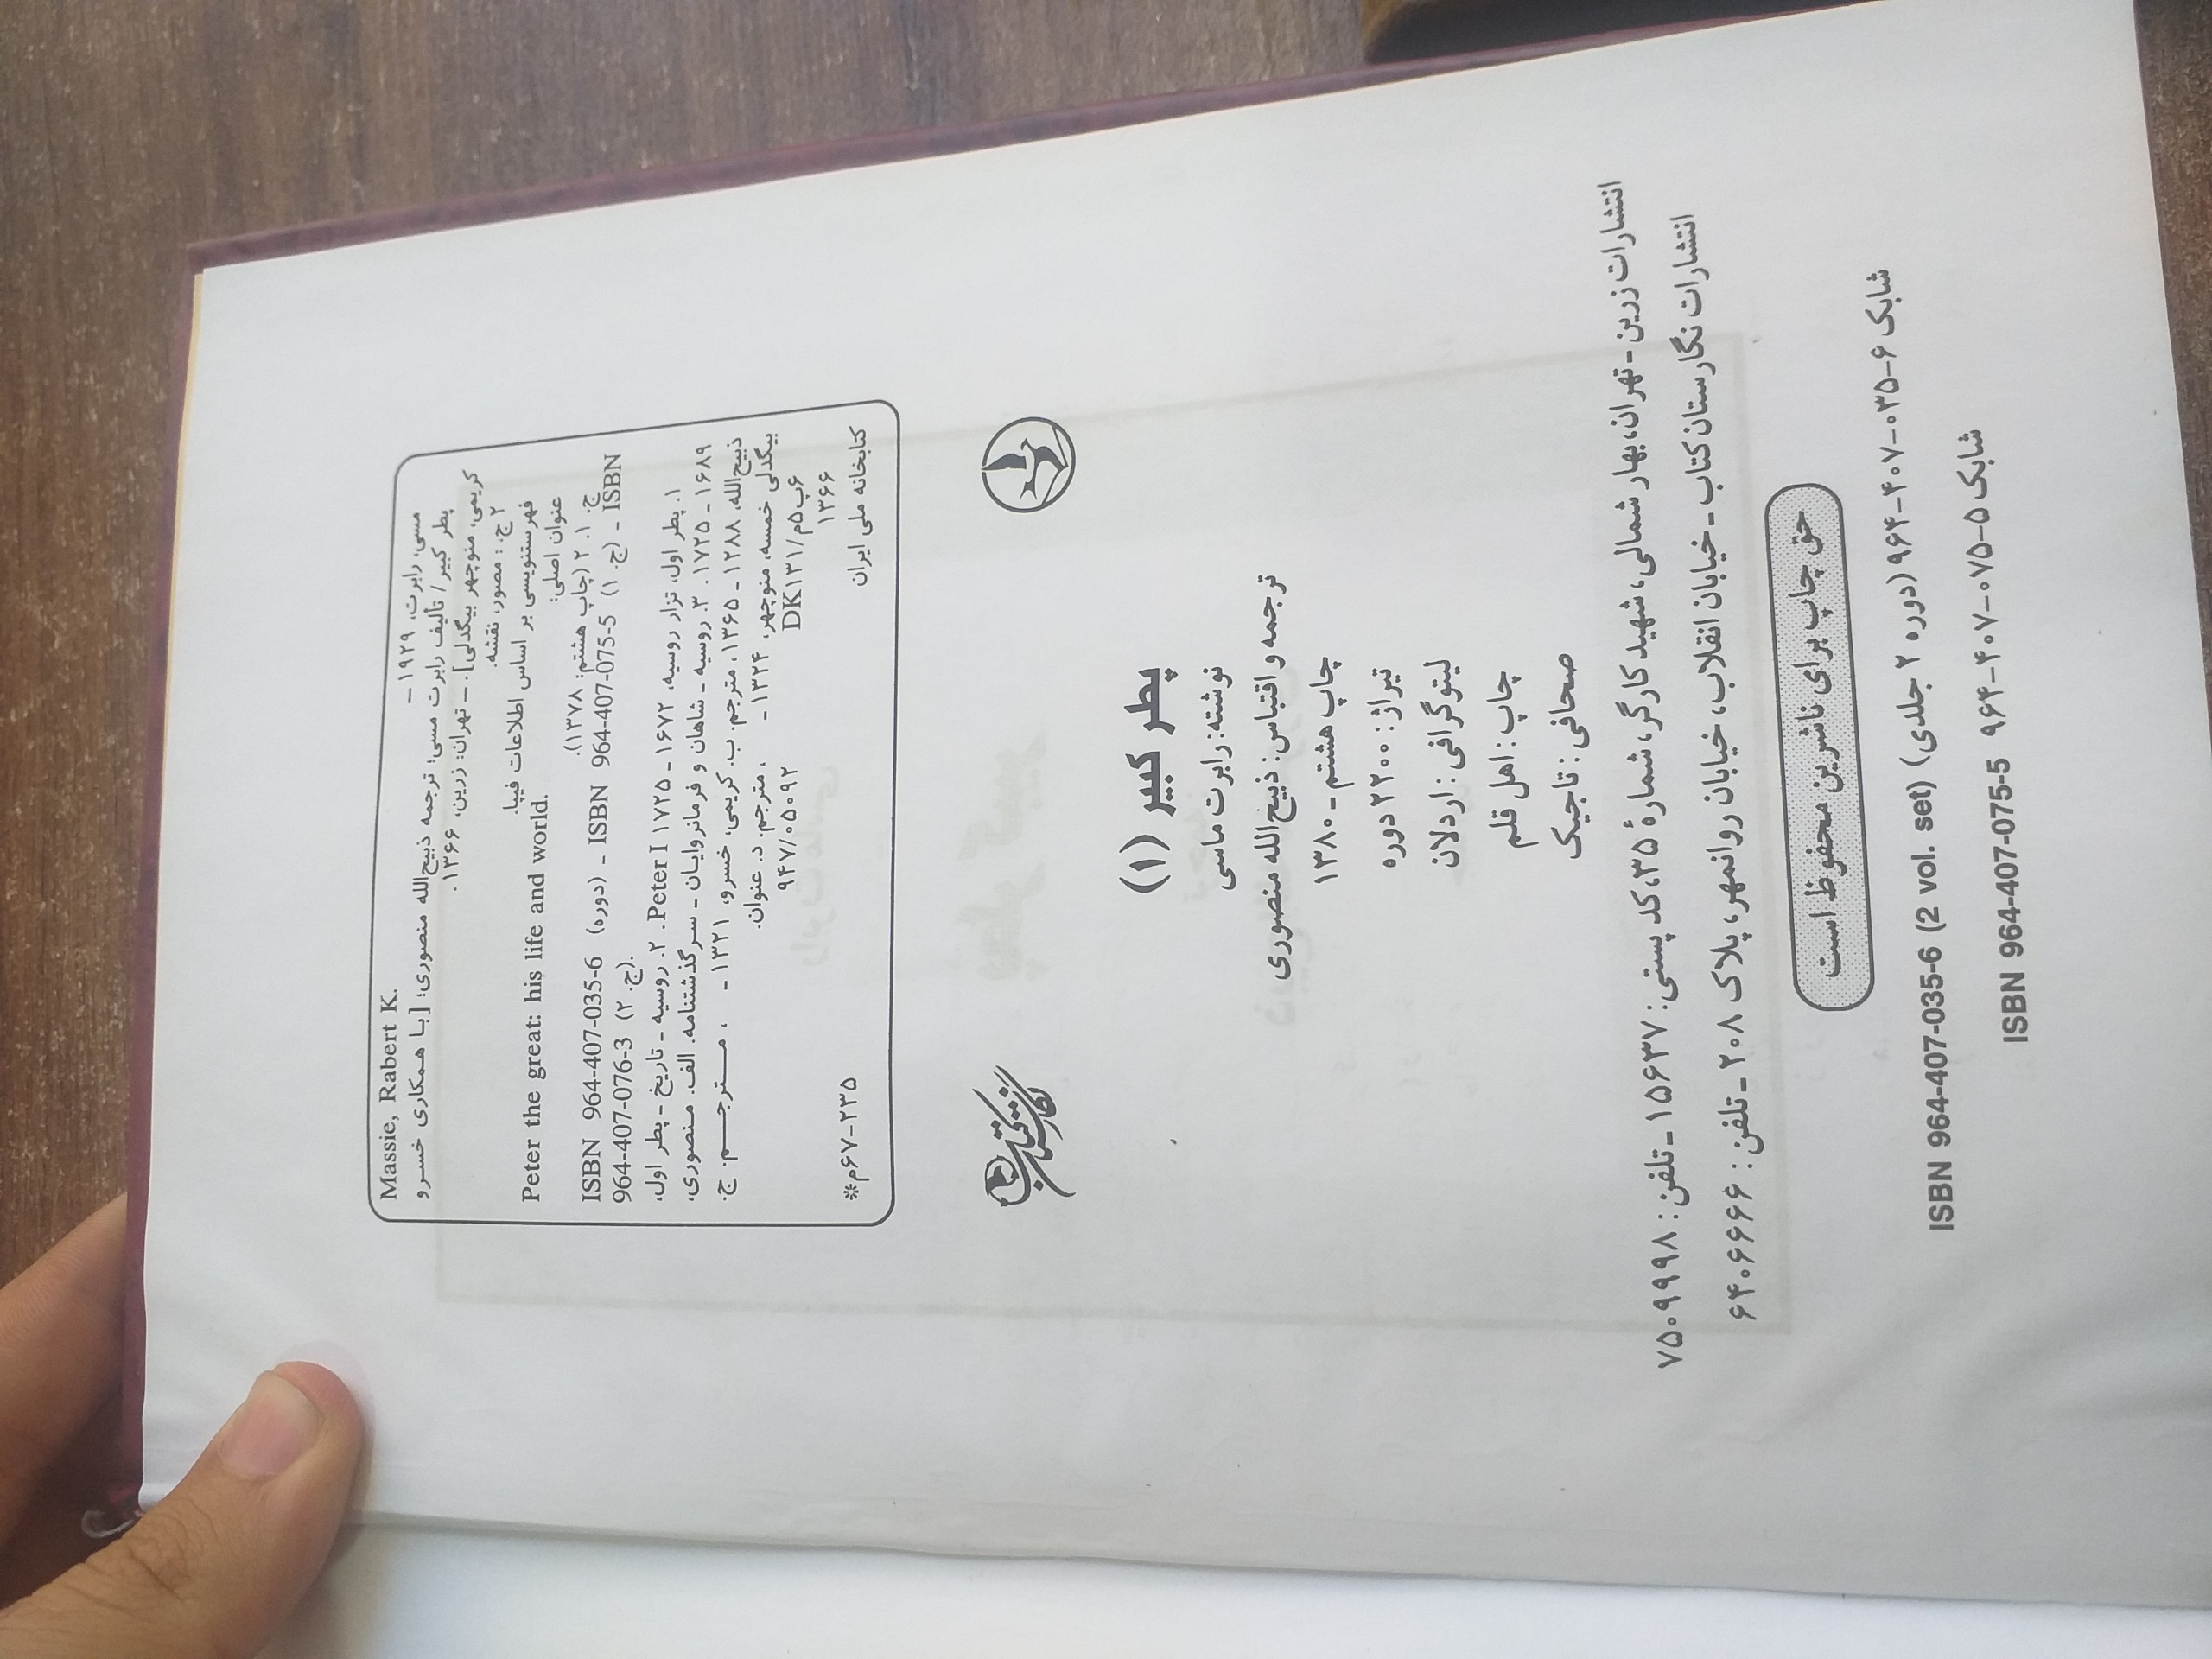 مسی، رابرت، ۱۹۲۹ –
Massie, Rabert K.
پطر کبیر / تألیف رابرت مسی؛ ترجمه ذبیح‌الله منصوری؛ [با همکاری خسرو
کریمی، منوچهر بیگدلی]. – تهران: زرین، ۱۳۶۶.
۲ ج. : مصور، نقشه.
فهرستنویسی بر اساس اطلاعات فیپا.
عنوان اصلی: Peter the great: his life and world.
ج. ۱. ۲ (چاپ هشتم: ۱۳۷۸).
ISBN 964-407-035-6 (دوره) – ISBN 964-407-075-5 (ج. ۱) – ISBN
964-407-076-3 (ج. ۲).
۱. پطر اول، تزار روسیه، ۱۶۷۲ – ۱۷۲۵ Peter I. ۲. روسیه – تاریخ – پطر اول،
۱۶۸۹ – ۱۷۲۵. ۳. روسیه – شاهان و فرمانروایان – سرگذشتنامه. الف. منصوری،
ذبیح‌الله، ۱۲۸۸ – ۱۳۶۵، مترجم. ب. کریمی، خسرو، ۱۳۲۱ – ، مترجم. ج.
بیگدلی خمسه، منوچهر، ۱۳۲۴ – ، مترجم. د. عنوان.
۶پ۵م/DK۱۳۱ ۹۴۷/۰۵۰۹۲
۱۳۶۶
کتابخانه ملی ایران ۲۳۵–۶۷م*
نگارستان کتاب
پطر کبیر (۱)
نوشته: رابرت ماسی
ترجمه و اقتباس: ذبیح‌الله منصوری
چاپ هشتم - ۱۳۸۰
تیراژ: ۲۲۰۰ دوره
لیتوگرافی: اردلان
چاپ: اهل قلم
صحافی: تاجیک
انتشارات زرین - تهران، بهار شمالی، شهید کارگر، شمارهٔ ۳۵، کد پستی: ۱۵۶۳۷ - تلفن: ۷۵۰۹۹۹۸
انتشارات نگارستان کتاب - خیابان انقلاب، خیابان روانمهر، پلاک ۲۰۸ - تلفن: ۶۴۰۶۶۶۶
حق چاپ برای ناشرین محفوظ است
شابک ۶-۰۳۵-۴۰۷-۹۶۴ (دوره ۲ جلدی) ISBN 964-407-035-6 (2 vol. set)
شابک ۵-۰۷۵-۴۰۷-۹۶۴ ISBN 964-407-075-5